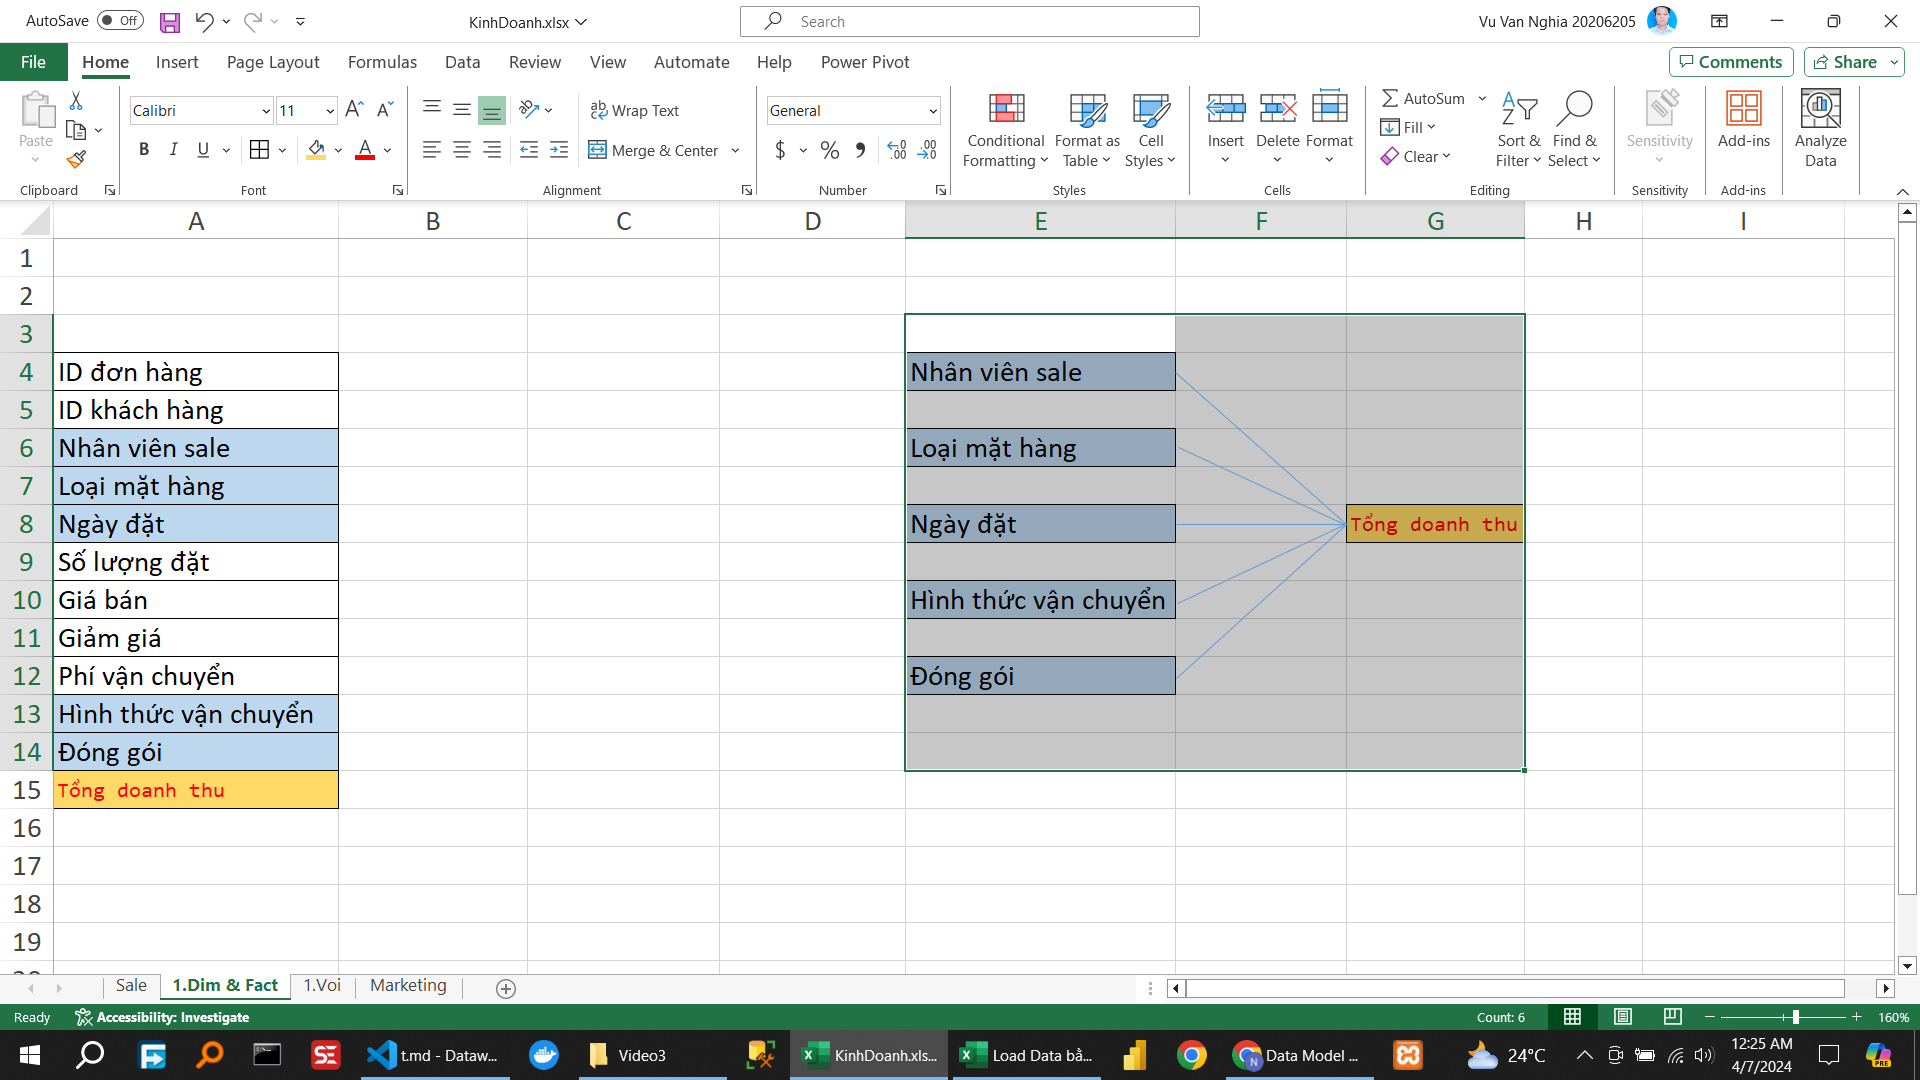 AutoSave Off
KinhDoanh.xlsx
Search
Vu Van Nghia 20206205
File Home Insert Page Layout Formulas Data Review View Automate Help Power Pivot
Comments Share
Paste
Clipboard
Calibri 11
B I U A
Font
ab Wrap Text
Merge & Center
Alignment
General
$ % .00 .00
Number
Conditional Formatting
Format as Table
Cell Styles
Styles
Insert Delete Format
Cells
AutoSum
Fill
Clear
Sort & Filter
Find & Select
Editing
Sensitivity
Sensitivity
Add-ins
Add-ins
Analyze Data
A B C D E F G H I
1
2
3
4 ID đơn hàng Nhân viên sale
5 ID khách hàng
6 Nhân viên sale Loại mặt hàng
7 Loại mặt hàng
8 Ngày đặt Ngày đặt Tổng doanh thu
9 Số lượng đặt
10 Giá bán Hình thức vận chuyển
11 Giảm giá
12 Phí vận chuyển Đóng gói
13 Hình thức vận chuyển
14 Đóng gói
15 Tổng doanh thu
16
17
18
19
Sale 1.Dim & Fact 1.Voi Marketing
Ready Accessibility: Investigate Count: 6 160%
t.md - Dataw...
Video3
KinhDoanh.xls...
Load Data bằ...
Data Model ...
24°C
12:25 AM
4/7/2024